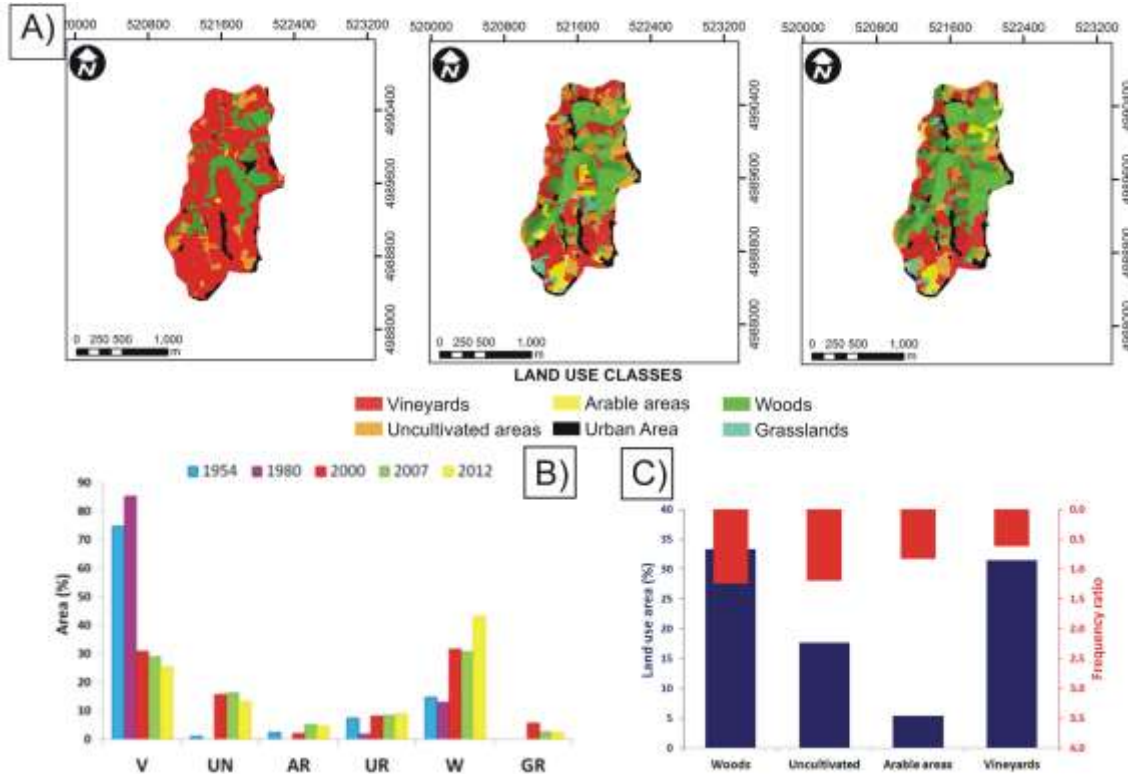 A)
20000 520800 521600 522400 523200
520000 520800 521600 522400 523200
520000 520800 521600 522400 523200
N
N
N
4990400
4989600
4988800
4988000
4990400
4989600
4988800
4988000
4990400
4989600
4988800
4988000
0 250 500 1,000
m
0 250 500 1,000
m
0 250 500 1,000
m
LAND USE CLASSES
Vineyards Arable areas Woods
Uncultivated areas Urban Area Grasslands
B)
1954 1980 2000 2007 2012
Area (%)
90
80
70
60
50
40
30
20
10
0
V UN AR UR W GR
C)
Land use area (%)
40
35
30
25
20
15
10
5
0
0.0
0.5
1.0
1.5
2.0
2.5
3.0
3.5
4.0
Frequency ratio
Woods Uncultivated Arable areas Vineyards